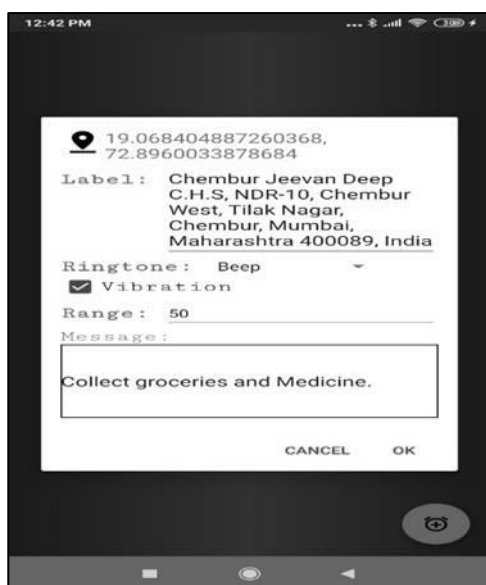 12:42 PM
19.068404887260368,
72.8960033878684
Label: Chembur Jeevan Deep
C.H.S, NDR-10, Chembur
West, Tilak Nagar,
Chembur, Mumbai,
Maharashtra 400089, India
Ringtone: Beep
Vibration
Range: 50
Message:
Collect groceries and Medicine.
CANCEL OK